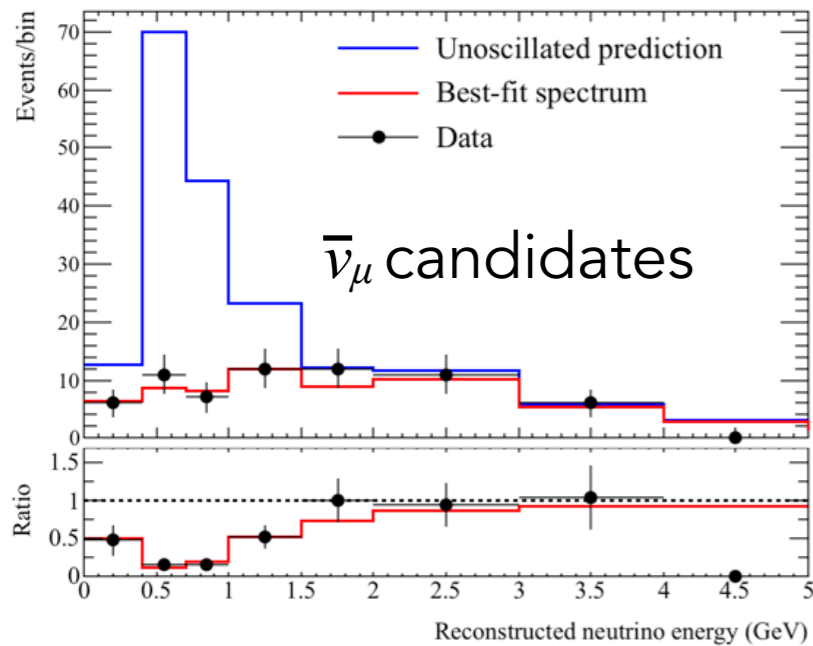 Events/bin
70
60
50
40
30
20
10
0
Unoscillated prediction
Best-fit spectrum
Data
ν̄μ candidates
Ratio
1.5
1
0.5
0
0 0.5 1 1.5 2 2.5 3 3.5 4 4.5 5
Reconstructed neutrino energy (GeV)